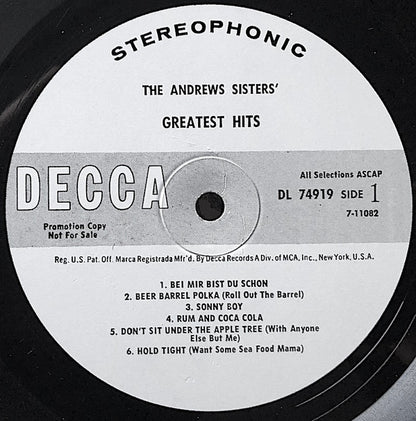 STEREOPHONIC
THE ANDREWS SISTERS'
GREATEST HITS
All Selections ASCAP
DECCA
DL 74919 SIDE 1
7-11082
Promotion Copy
Not For Sale
Reg. U.S. Pat. Off. Marca Registrada Mfr'd. By Decca Records A Div. of MCA, Inc., New York, U.S.A.
1. BEI MIR BIST DU SCHON
2. BEER BARREL POLKA (Roll Out The Barrel)
3. SONNY BOY
4. RUM AND COCA COLA
5. DON'T SIT UNDER THE APPLE TREE (With Anyone
Else But Me)
6. HOLD TIGHT (Want Some Sea Food Mama)